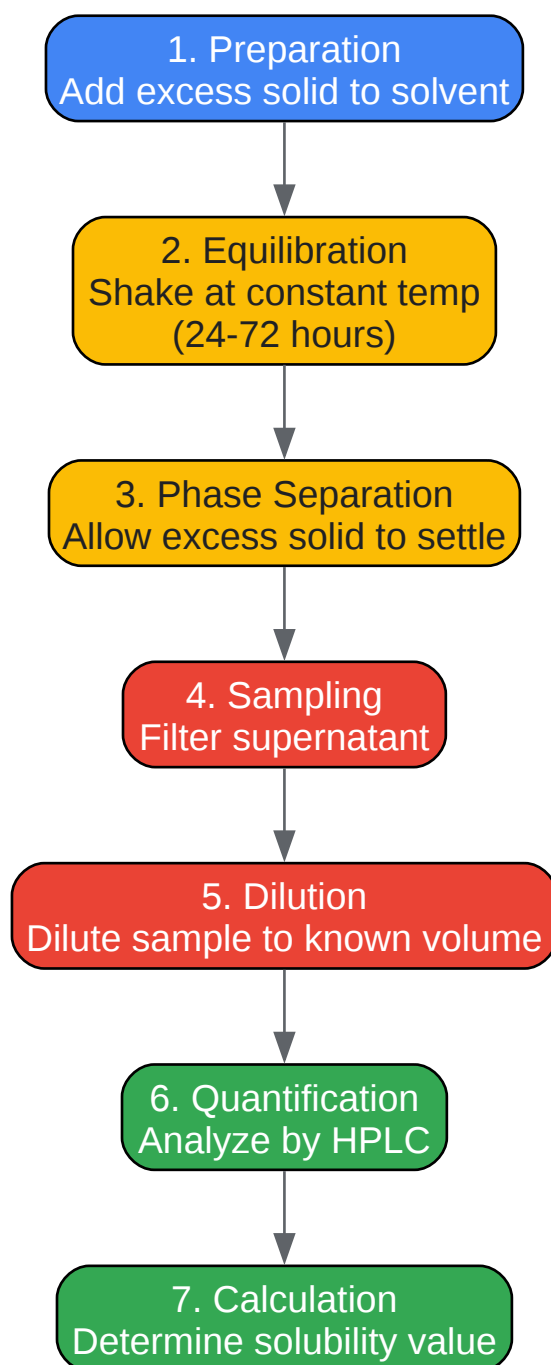 1. Preparation
Add excess solid to solvent
2. Equilibration
Shake at constant temp
(24-72 hours)
3. Phase Separation
Allow excess solid to settle
4. Sampling
Filter supernatant
5. Dilution
Dilute sample to known volume
6. Quantification
Analyze by HPLC
7. Calculation
Determine solubility value